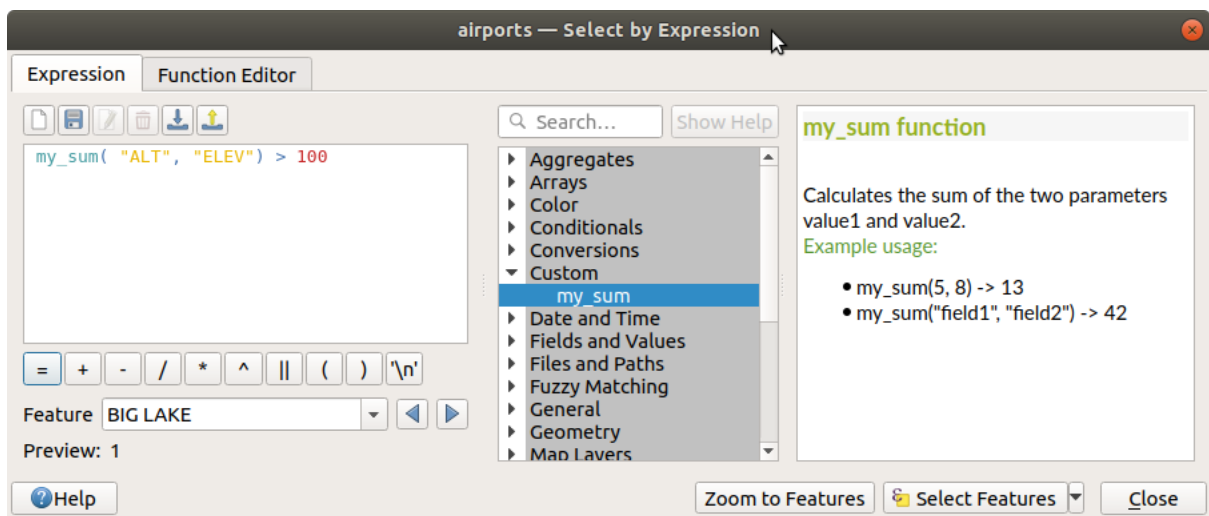 airports — Select by Expression
Expression
Function Editor
my_sum( "ALT", "ELEV") > 100
= + - / * ^ || ( ) '\n'
Feature BIG LAKE
Preview: 1
Search...
Show Help
Aggregates
Arrays
Color
Conditionals
Conversions
Custom
my_sum
Date and Time
Fields and Values
Files and Paths
Fuzzy Matching
General
Geometry
Map Layers
my_sum function
Calculates the sum of the two parameters
value1 and value2.
Example usage:
• my_sum(5, 8) -> 13
• my_sum("field1", "field2") -> 42
Help
Zoom to Features
Select Features
Close